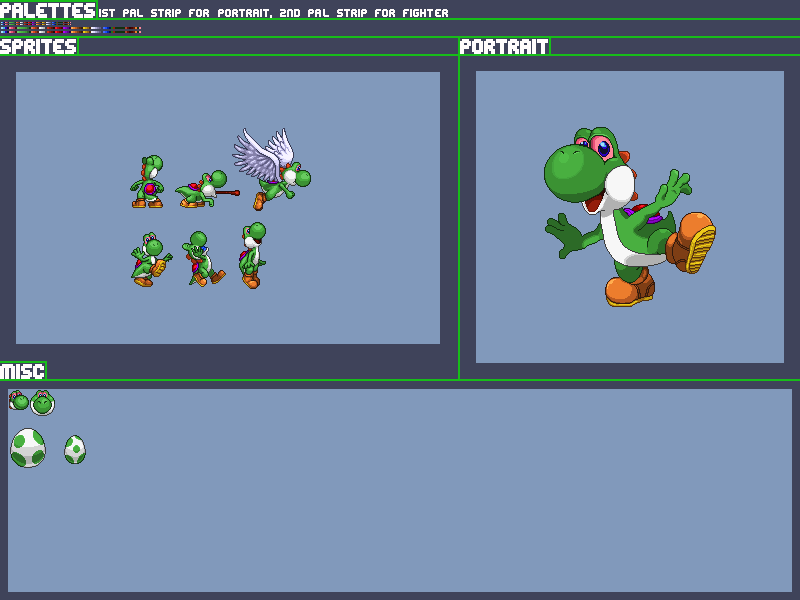 PALETTES 1ST PAL STRIP FOR PORTRAIT, 2ND PAL STRIP FOR FIGHTER
SPRITES
PORTRAIT
MISC